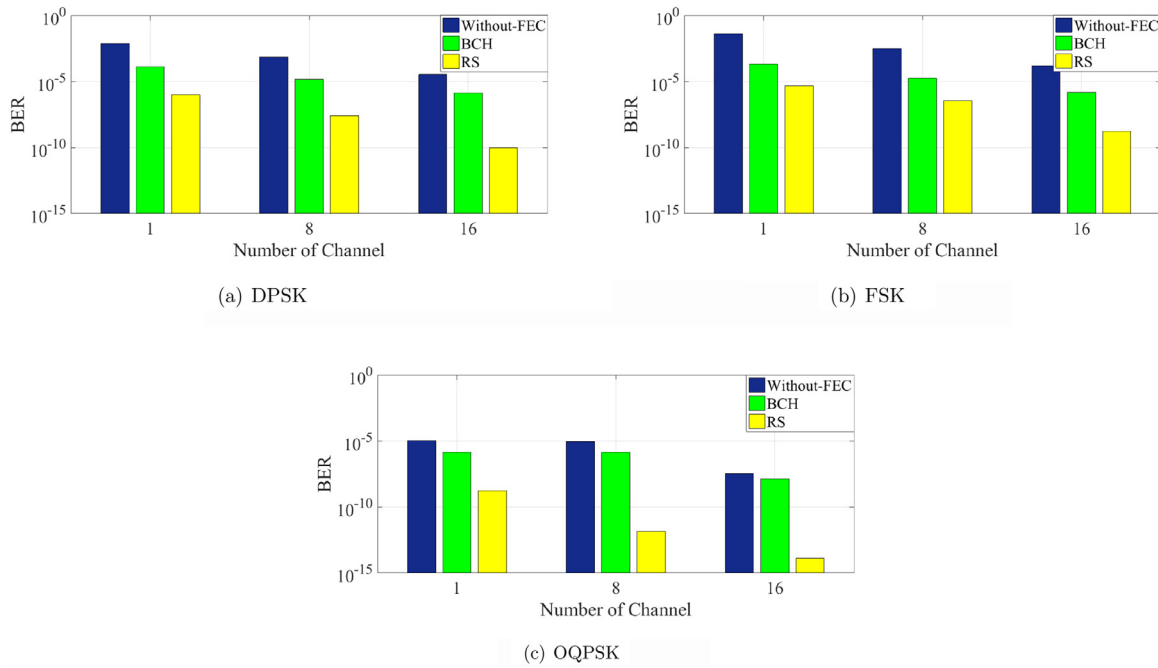 10^0
10^-5
10^-10
10^-15
BER
Without-FEC
BCH
RS
1 8 16
Number of Channel
(a) DPSK
10^0
10^-5
10^-10
10^-15
BER
Without-FEC
BCH
RS
1 8 16
Number of Channel
(b) FSK
10^0
10^-5
10^-10
10^-15
BER
Without-FEC
BCH
RS
1 8 16
Number of Channel
(c) OQPSK